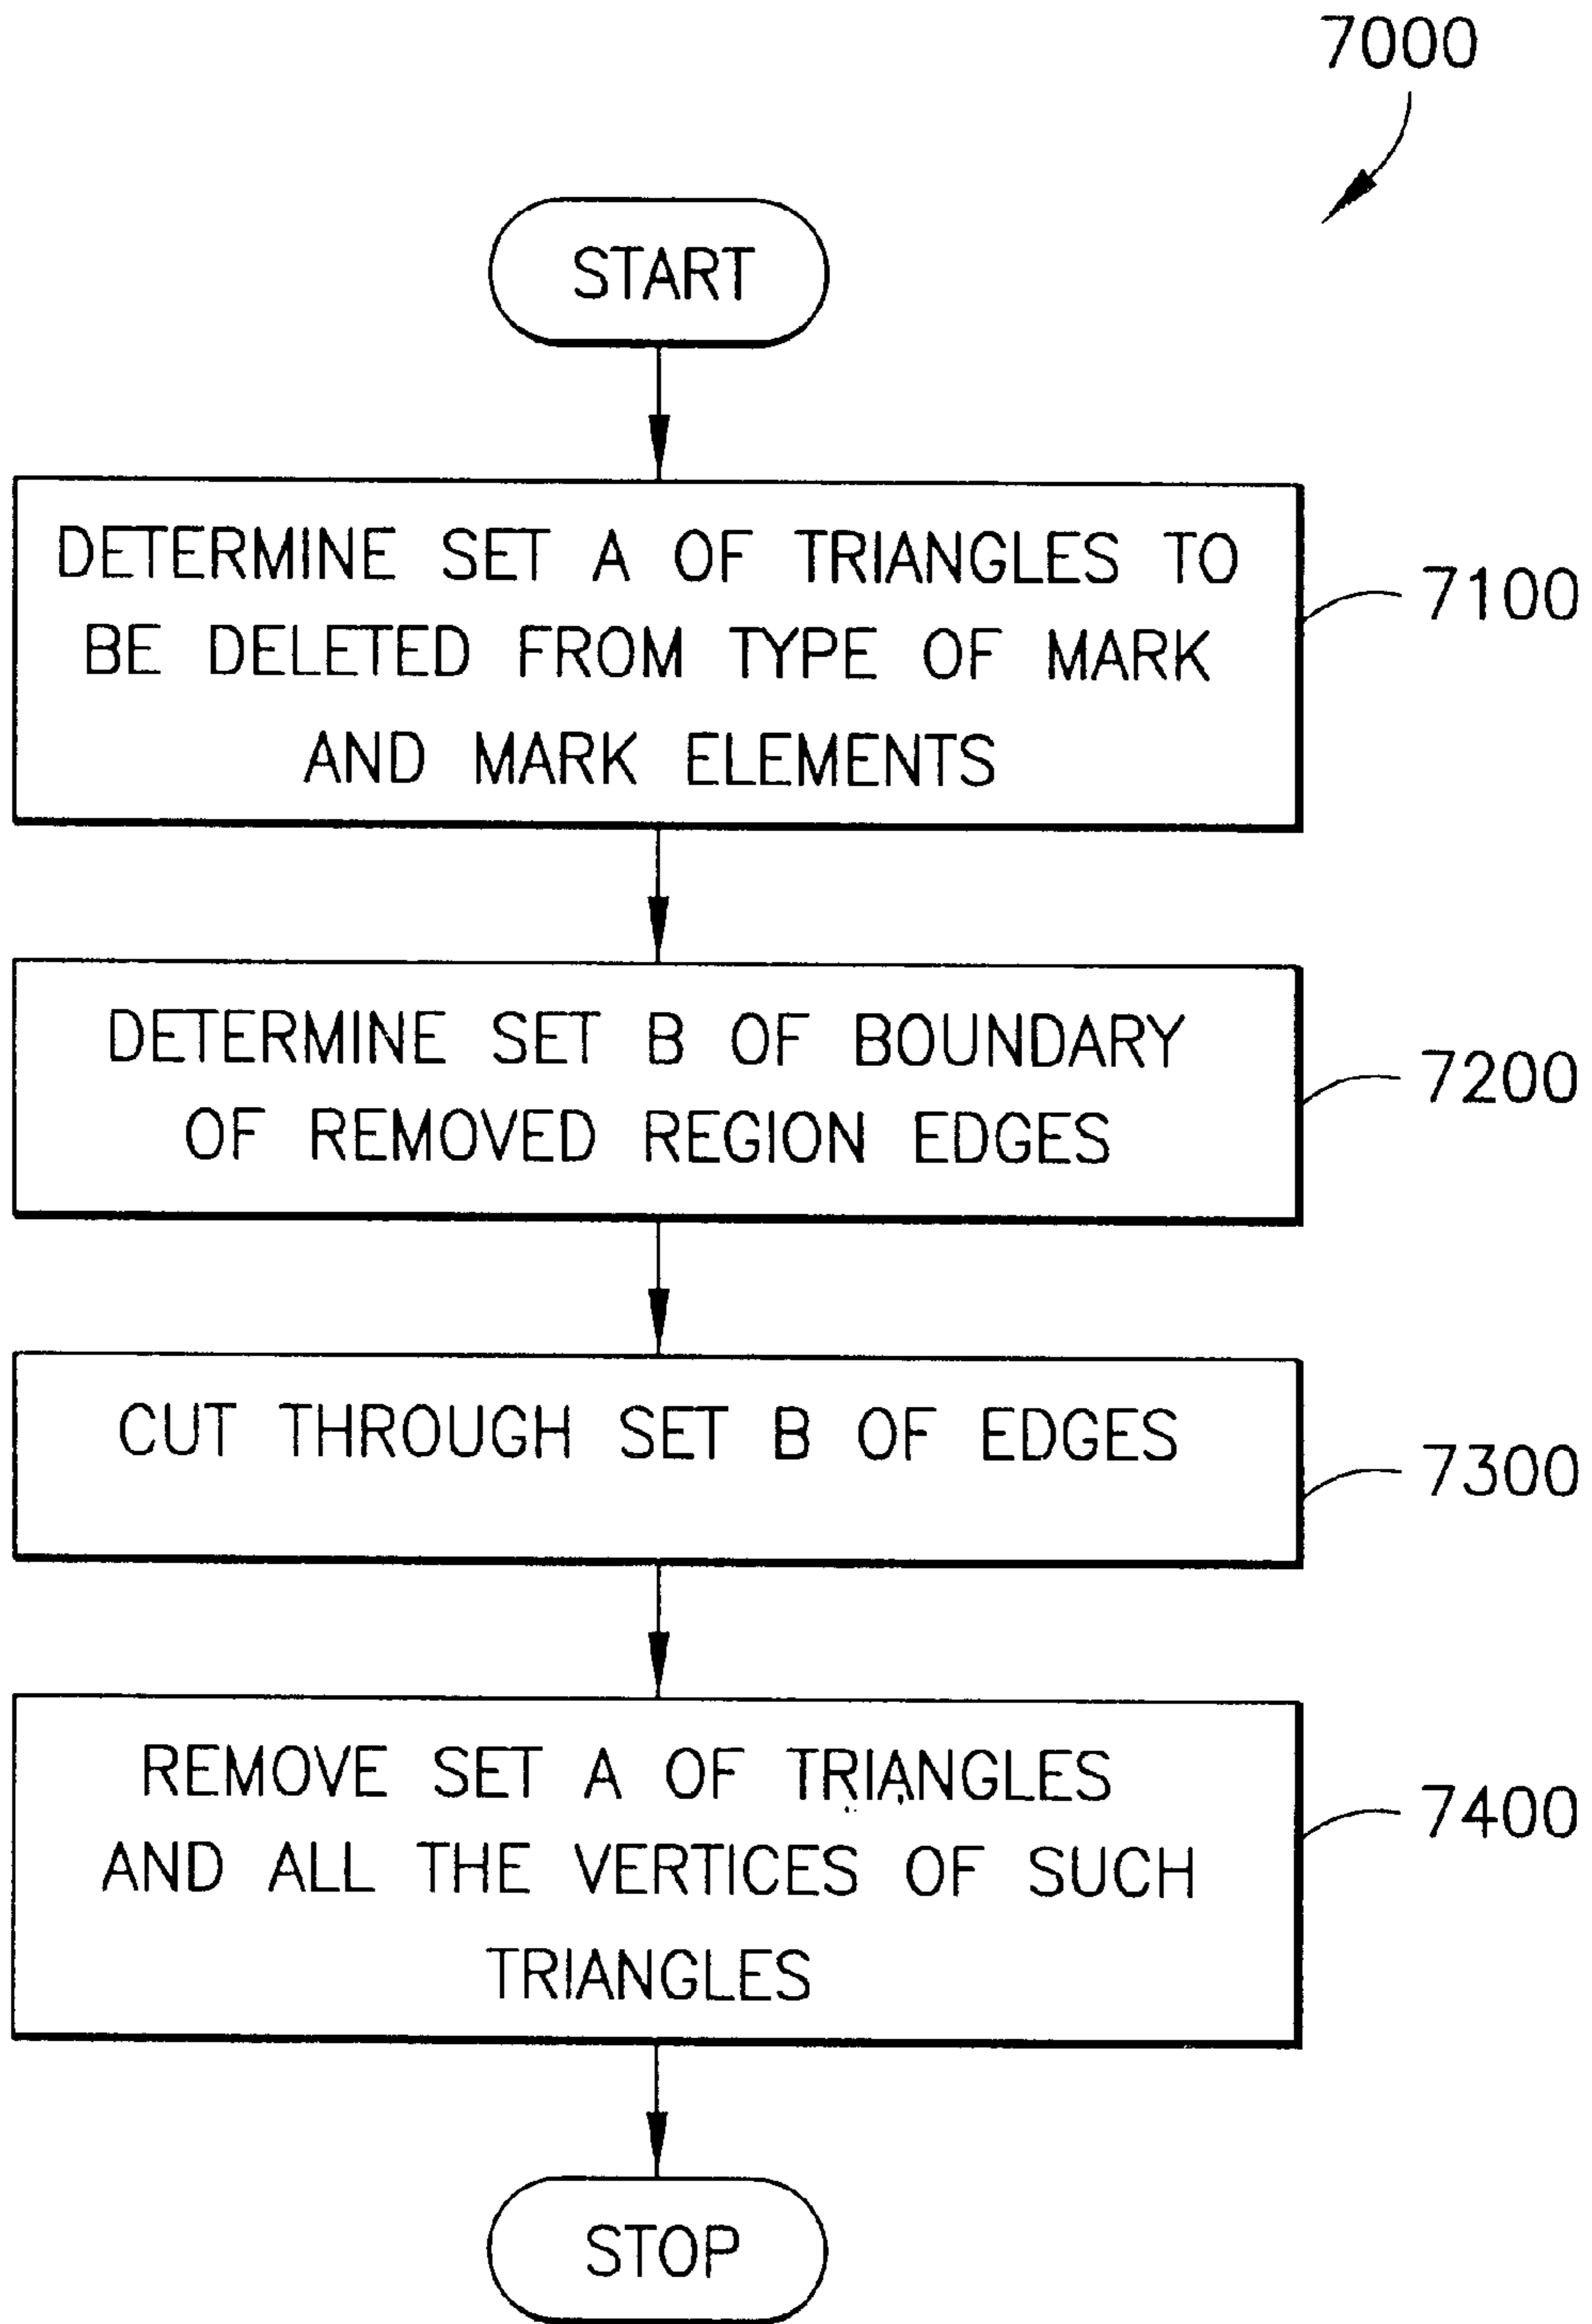 7000
START
DETERMINE SET A OF TRIANGLES TO
BE DELETED FROM TYPE OF MARK
AND MARK ELEMENTS
7100
DETERMINE SET B OF BOUNDARY
OF REMOVED REGION EDGES
7200
CUT THROUGH SET B OF EDGES
7300
REMOVE SET A OF TRIANGLES
AND ALL THE VERTICES OF SUCH
TRIANGLES
7400
STOP